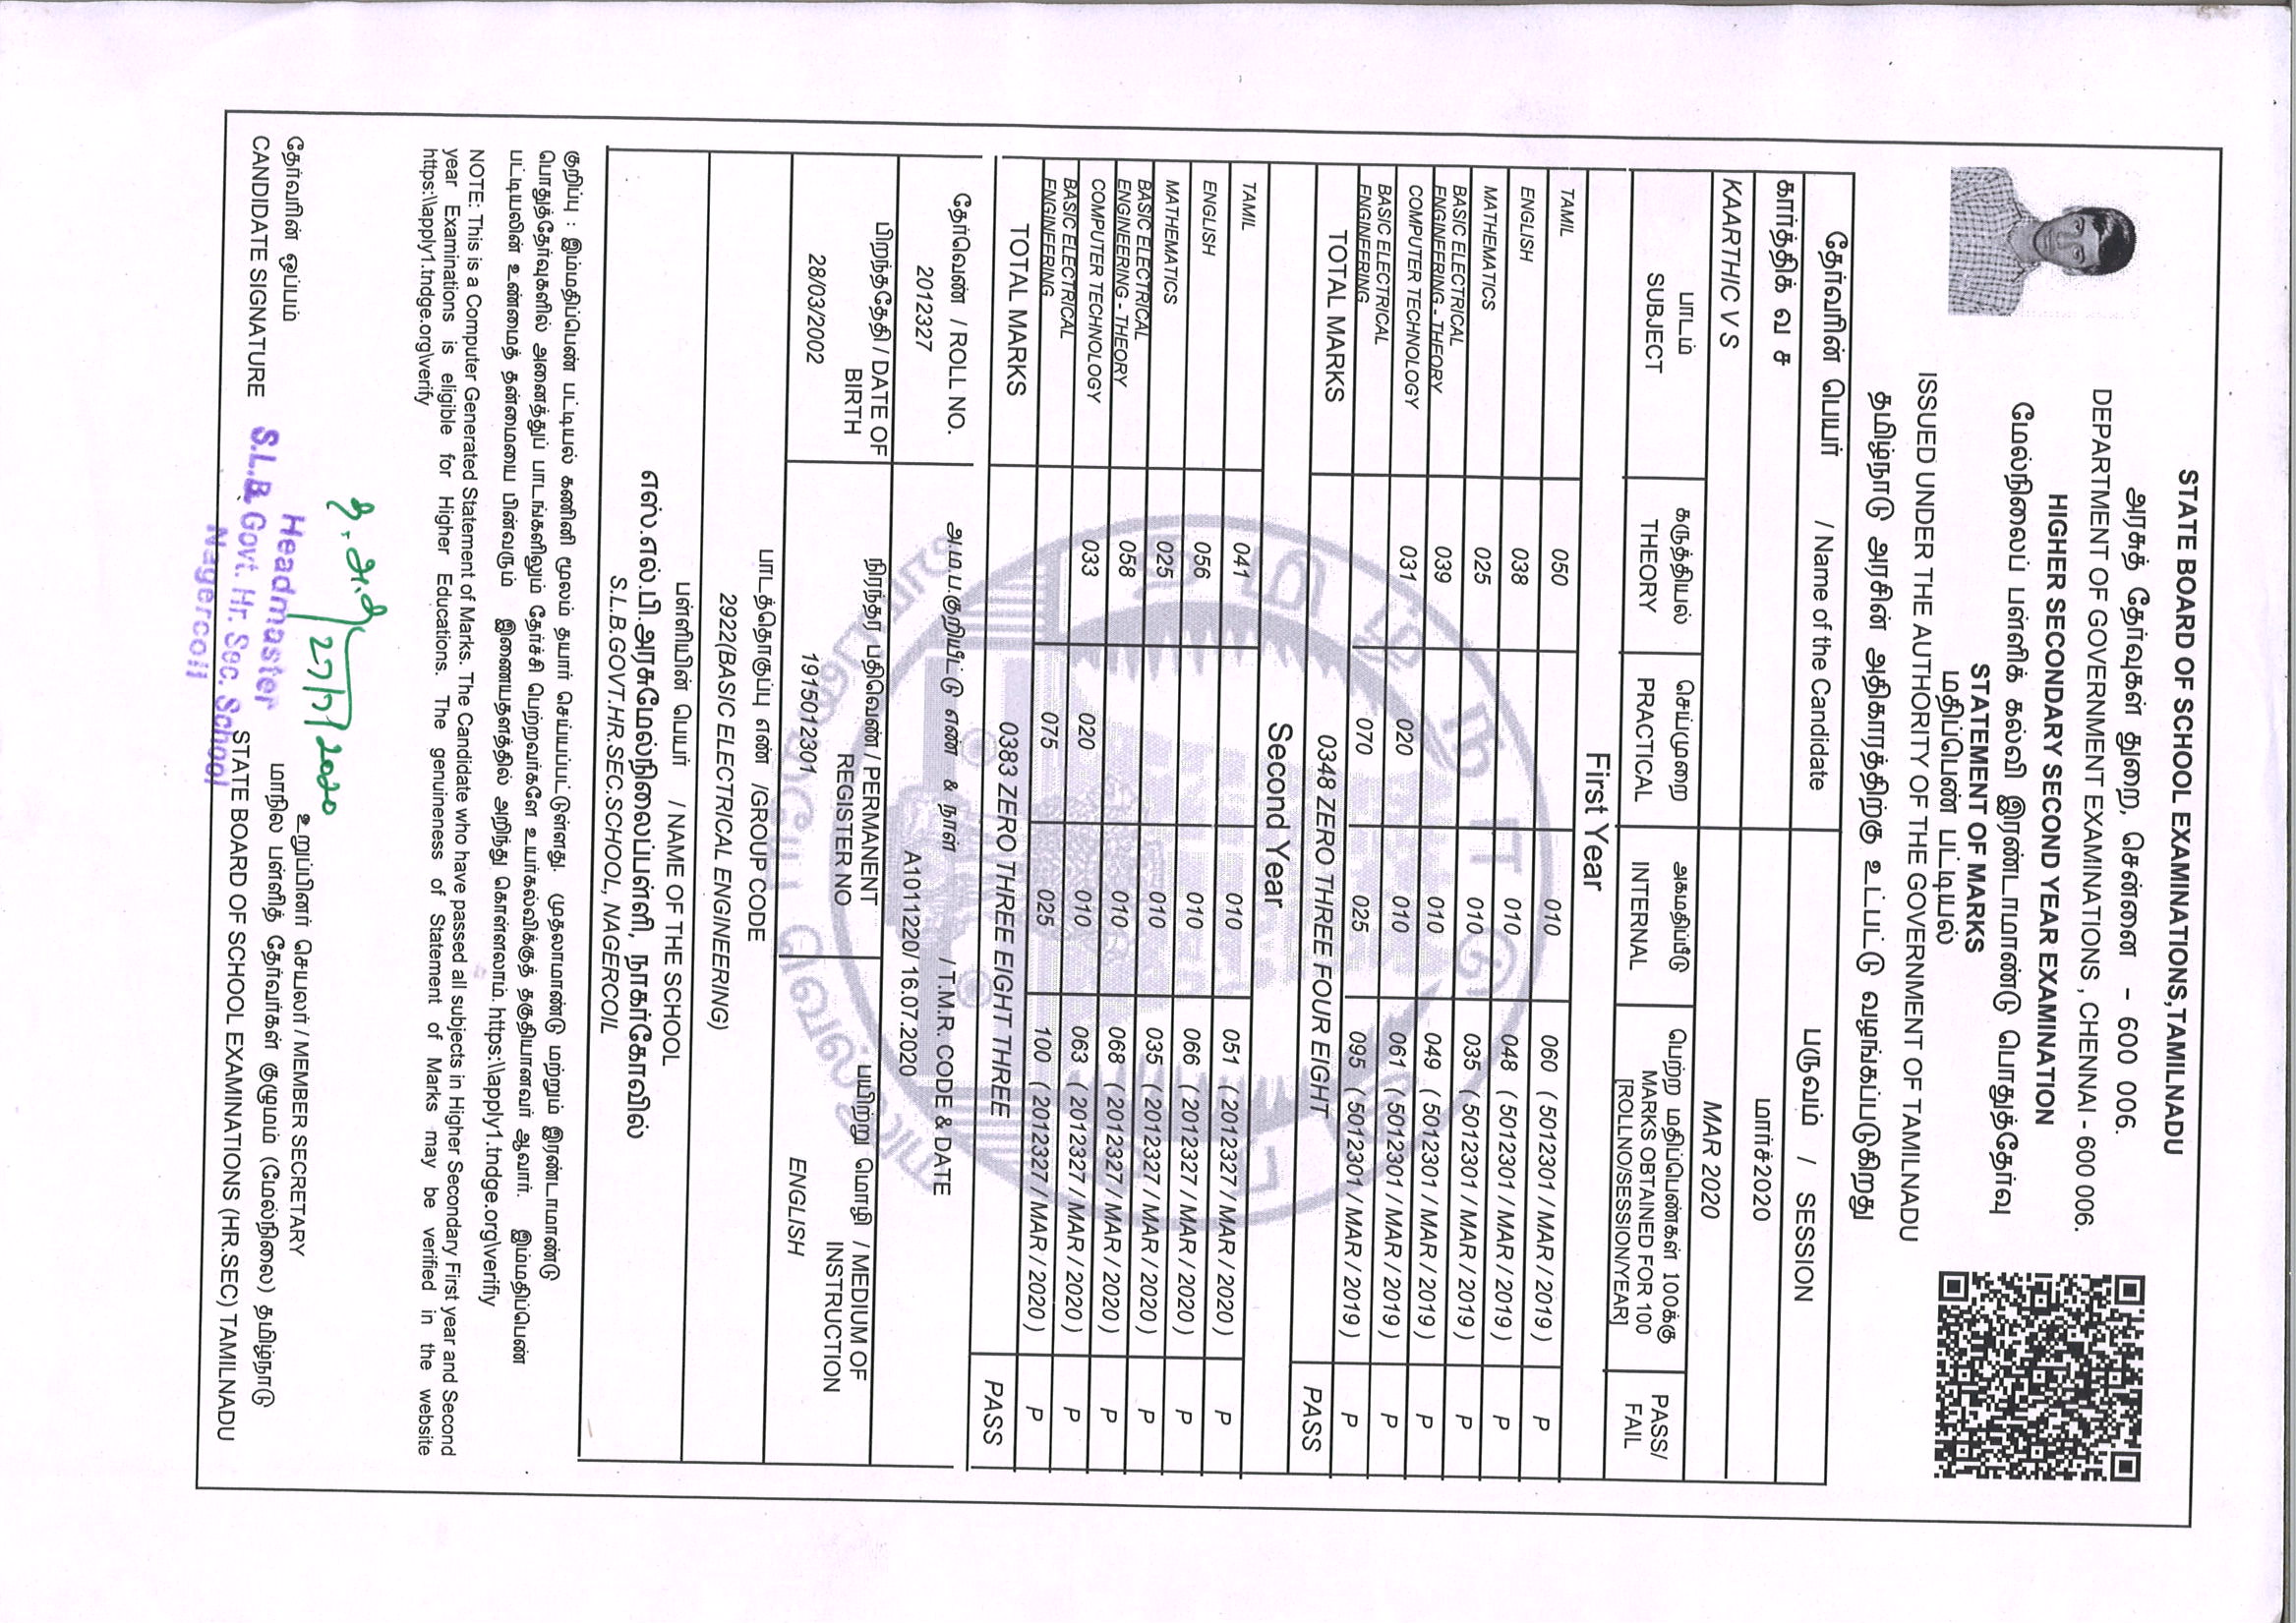 STATE BOARD OF SCHOOL EXAMINATIONS,TAMILNADU
அரசுத் தேர்வுகள் துறை, சென்னை - 600 006.
DEPARTMENT OF GOVERNMENT EXAMINATIONS , CHENNAI - 600 006.
மேல்நிலைப் பள்ளிக் கல்வி இரண்டாமாண்டு பொதுத்தேர்வு
HIGHER SECONDARY SECOND YEAR EXAMINATION
மதிப்பெண் பட்டியல்
STATEMENT OF MARKS
ISSUED UNDER THE AUTHORITY OF THE GOVERNMENT OF TAMILNADU
தமிழ்நாடு அரசின் அதிகாரத்திற்கு உட்பட்டு வழங்கப்படுகிறது
தேர்வரின் பெயர் / Name of the Candidate பருவம் / SESSION
கார்த்திக் வ ச மார்ச்2020
KAARTHIC V S MAR 2020
பாடம் கருத்தியல் செய்முறை அகமதிப்பீடு பெற்ற மதிப்பெண்கள் 100க்கு PASS/
SUBJECT THEORY PRACTICAL INTERNAL MARKS OBTAINED FOR 100 FAIL
[ROLLNO/SESSION/YEAR]
First Year
TAMIL 050 010 060 ( 5012301 / MAR / 2019 ) P
ENGLISH 038 010 048 ( 5012301 / MAR / 2019 ) P
MATHEMATICS 025 010 035 ( 5012301 / MAR / 2019 ) P
BASIC ELECTRICAL
ENGINEERING - THEORY 039 010 049 ( 5012301 / MAR / 2019 ) P
COMPUTER TECHNOLOGY 031 020 010 061 ( 5012301 / MAR / 2019 ) P
BASIC ELECTRICAL
ENGINEERING 070 025 095 ( 5012301 / MAR / 2019 ) P
TOTAL MARKS 0348 ZERO THREE FOUR EIGHT PASS
Second Year
TAMIL 041 010 051 ( 2012327 / MAR / 2020 ) P
ENGLISH 056 010 066 ( 2012327 / MAR / 2020 ) P
MATHEMATICS 025 010 035 ( 2012327 / MAR / 2020 ) P
BASIC ELECTRICAL
ENGINEERING - THEORY 058 010 068 ( 2012327 / MAR / 2020 ) P
COMPUTER TECHNOLOGY 033 020 010 063 ( 2012327 / MAR / 2020 ) P
BASIC ELECTRICAL
ENGINEERING 075 025 100 ( 2012327 / MAR / 2020 ) P
TOTAL MARKS 0383 ZERO THREE EIGHT THREE PASS
தேர்வெண் / ROLL NO. அ.ம.ப.குறியீட்டு எண் & நாள் / T.M.R. CODE & DATE
2012327 A1011220/ 16.07.2020
பிறந்ததேதி / DATE OF BIRTH நிரந்தர பதிவெண் / PERMANENT REGISTER NO பயிற்று மொழி / MEDIUM OF INSTRUCTION
28/03/2002 1915012301 ENGLISH
பாடத்தொகுப்பு எண் /GROUP CODE
2922(BASIC ELECTRICAL ENGINEERING)
பள்ளியின் பெயர் / NAME OF THE SCHOOL
எஸ்.எல்.பி.அரசுமேல்நிலைப்பள்ளி, நாகர்கோவில்
S.L.B.GOVT.HR.SEC.SCHOOL, NAGERCOIL
குறிப்பு : இம்மதிப்பெண் பட்டியல் கணினி மூலம் தயார் செய்யப்பட்டுள்ளது. முதலாமாண்டு மற்றும் இரண்டாமாண்டு
பொதுத்தேர்வுகளில் அனைத்துப் பாடங்களிலும் தேர்ச்சி பெற்றவர்களே உயர்கல்விக்குத் தகுதியானவர் ஆவார். இம்மதிப்பெண்
பட்டியலின் உண்மைத் தன்மையை பின்வரும் இணையதளத்தில் அறிந்து கொள்ளலாம். https:\\apply1.tndge.org\verifiy
NOTE: This is a Computer Generated Statement of Marks. The Candidate who have passed all subjects in Higher Secondary First year and Second
year Examinations is eligible for Higher Educations. The genuineness of Statement of Marks may be verified in the website
https:\\apply1.tndge.org\verify
27/7/2020
தேர்வரின் ஒப்பம்
CANDIDATE SIGNATURE
Headmaster
S.L.B. Govt. Hr. Sec. School
Nagercoil
உறுப்பினர் செயலர் / MEMBER SECRETARY
மாநில பள்ளித் தேர்வர்கள் குழுமம் (மேல்நிலை) தமிழ்நாடு
STATE BOARD OF SCHOOL EXAMINATIONS (HR.SEC) TAMILNADU